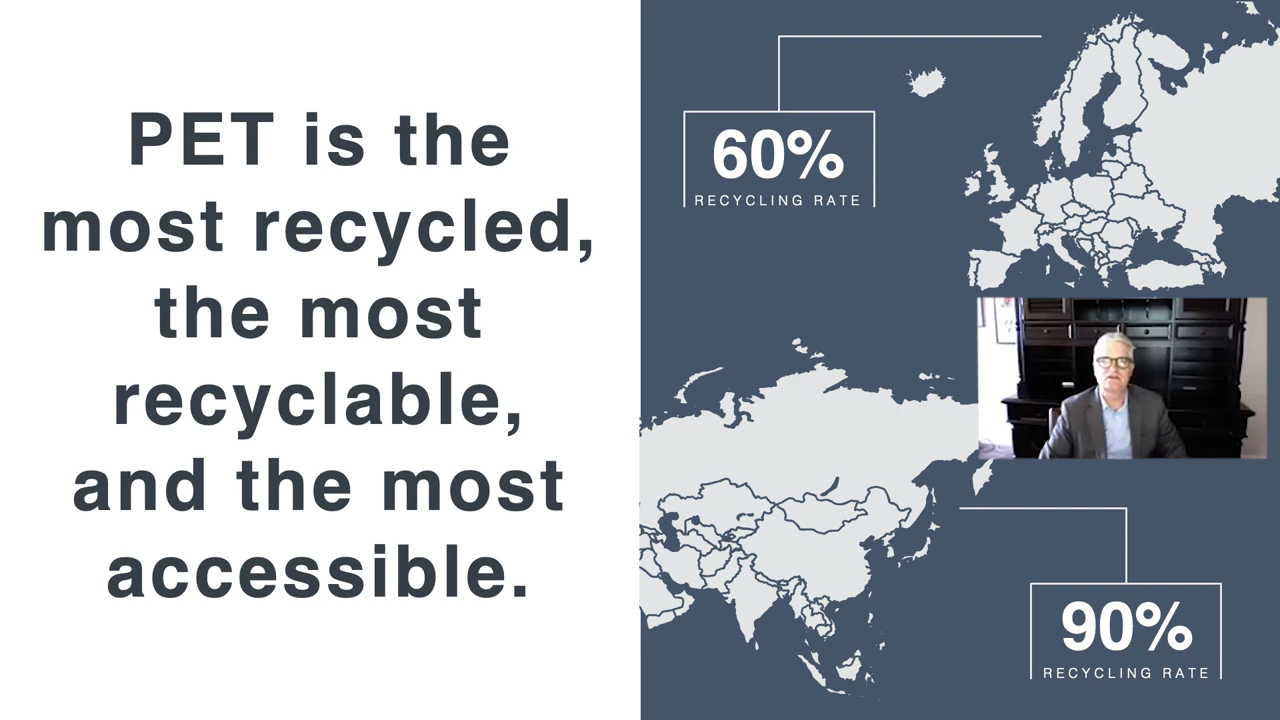 PET is the
most recycled,
the most
recyclable,
and the most
accessible.
60%
RECYCLING RATE
90%
RECYCLING RATE